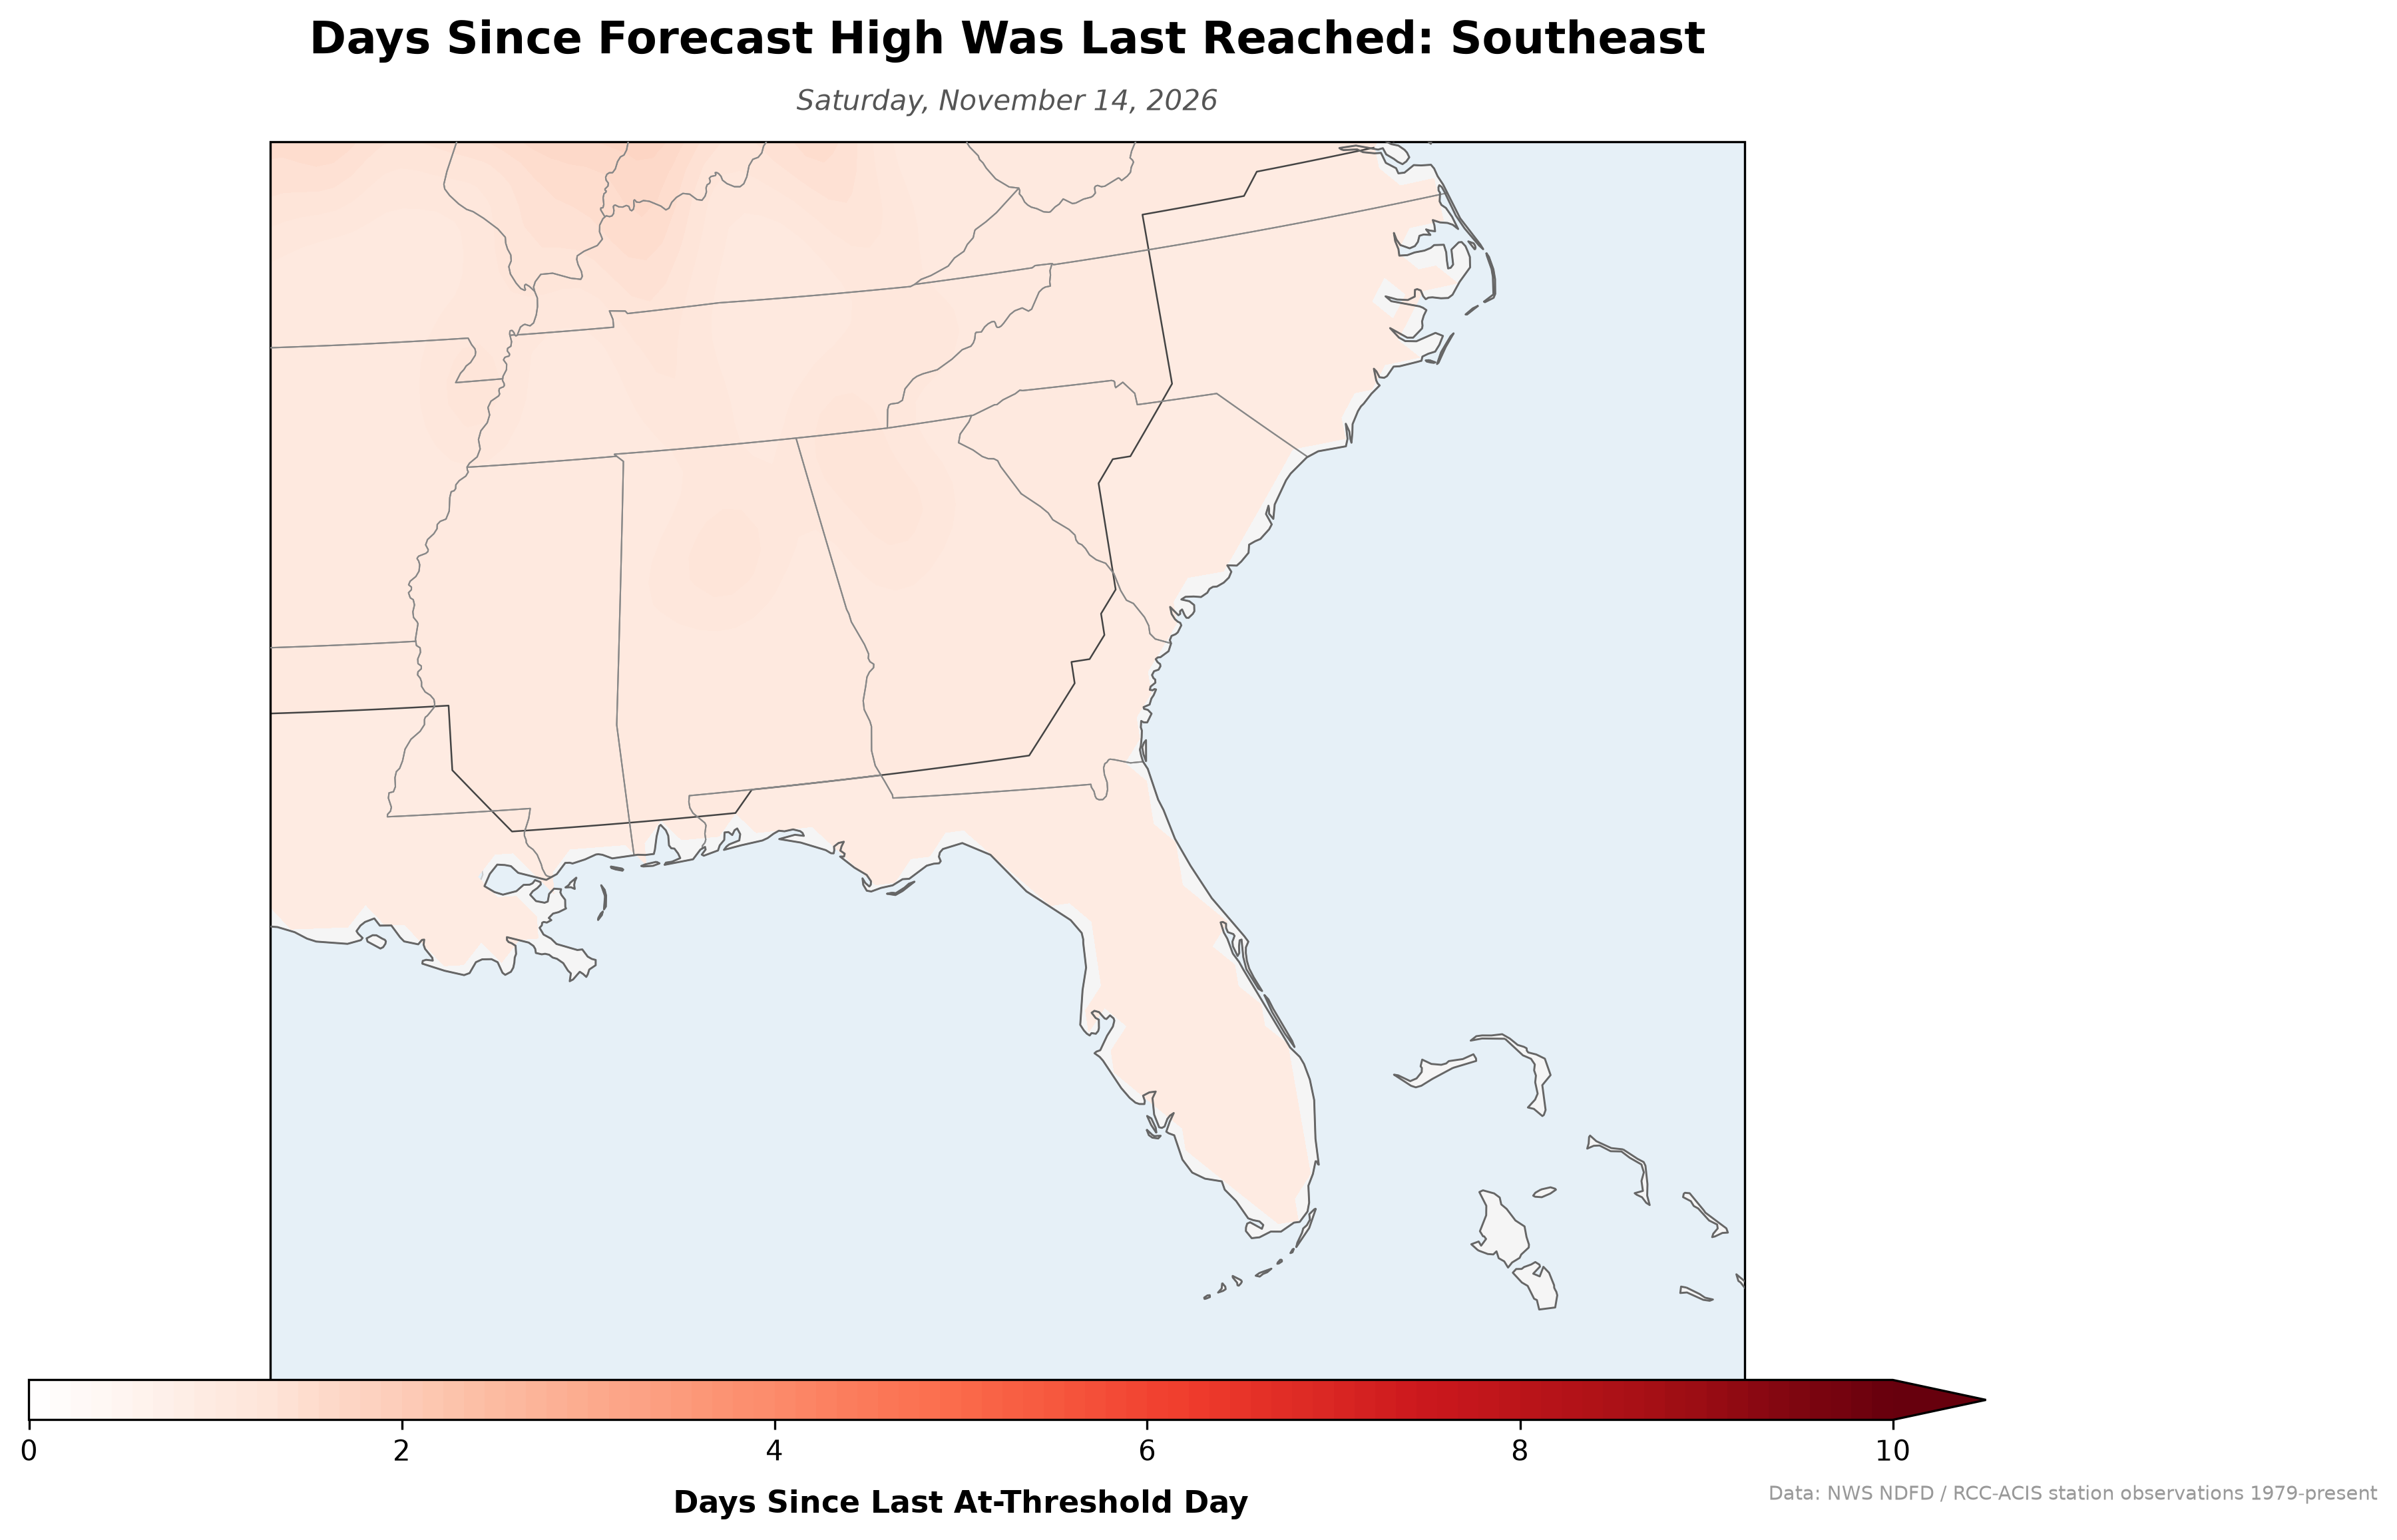 Days Since Forecast High Was Last Reached: Southeast
Saturday, November 14, 2026
0 2 4 6 8 10
Days Since Last At-Threshold Day
Data: NWS NDFD / RCC-ACIS station observations 1979-present